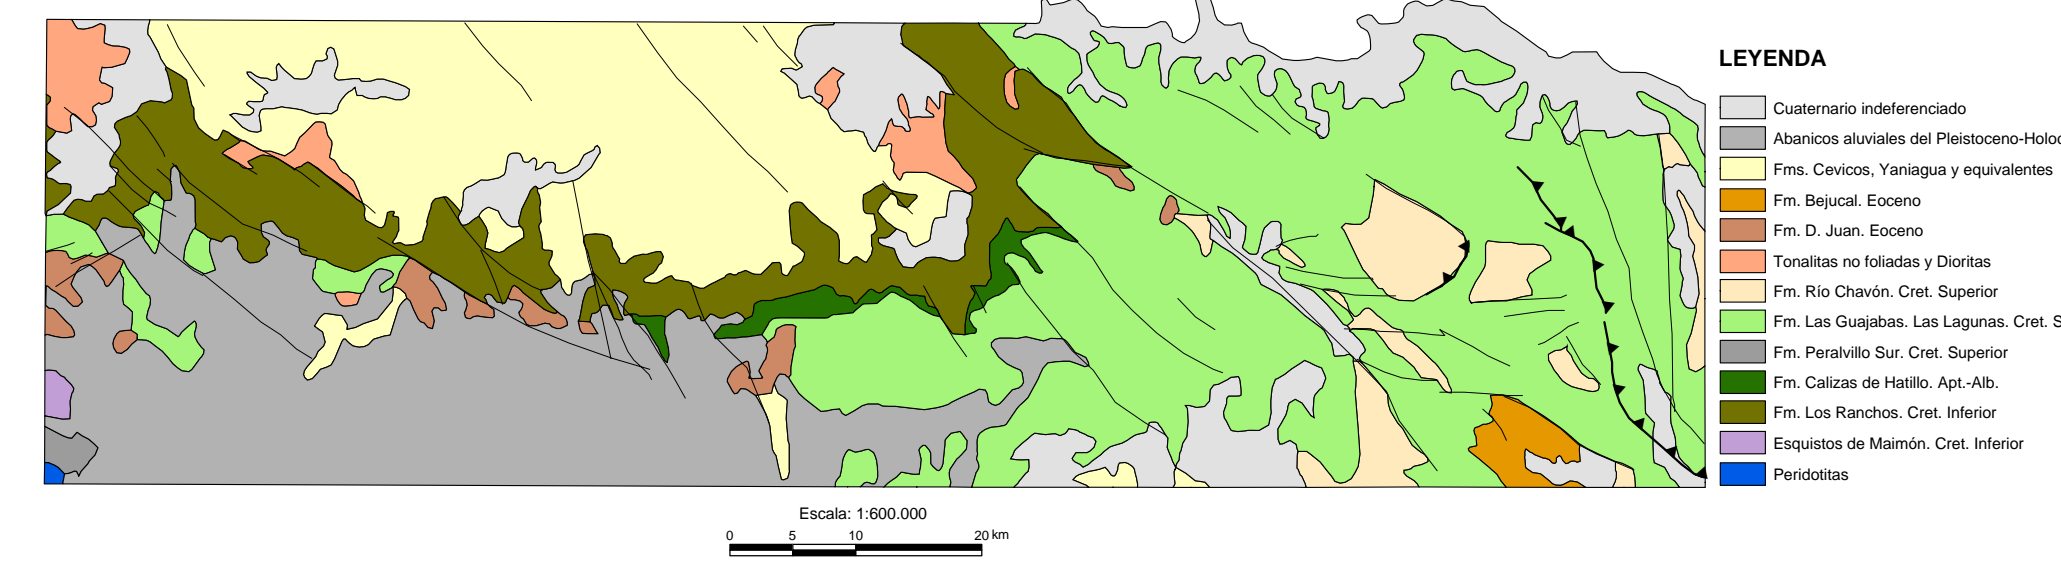 LEYENDA
Cuaternario indeferenciado
Abanicos aluviales del Pleistoceno-Holoc
Fms. Cevicos, Yaniagua y equivalentes
Fm. Bejucal. Eoceno
Fm. D. Juan. Eoceno
Tonalitas no foliadas y Dioritas
Fm. Río Chavón. Cret. Superior
Fm. Las Guajabas. Las Lagunas. Cret. S
Fm. Peralvillo Sur. Cret. Superior
Fm. Calizas de Hatillo. Apt.-Alb.
Fm. Los Ranchos. Cret. Inferior
Esquistos de Maimón. Cret. Inferior
Peridotitas
Escala: 1:600.000
0 5 10 20 km